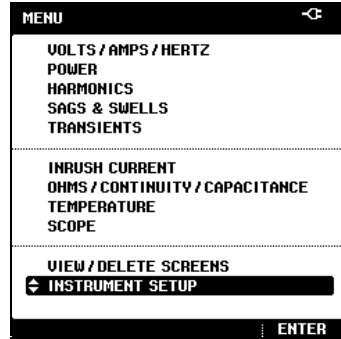 MENU
VOLTS/AMPS/HERTZ
POWER
HARMONICS
SAGS & SWELLS
TRANSIENTS
INRUSH CURRENT
OHMS/CONTINUITY/CAPACITANCE
TEMPERATURE
SCOPE
VIEW/DELETE SCREENS
INSTRUMENT SETUP
ENTER